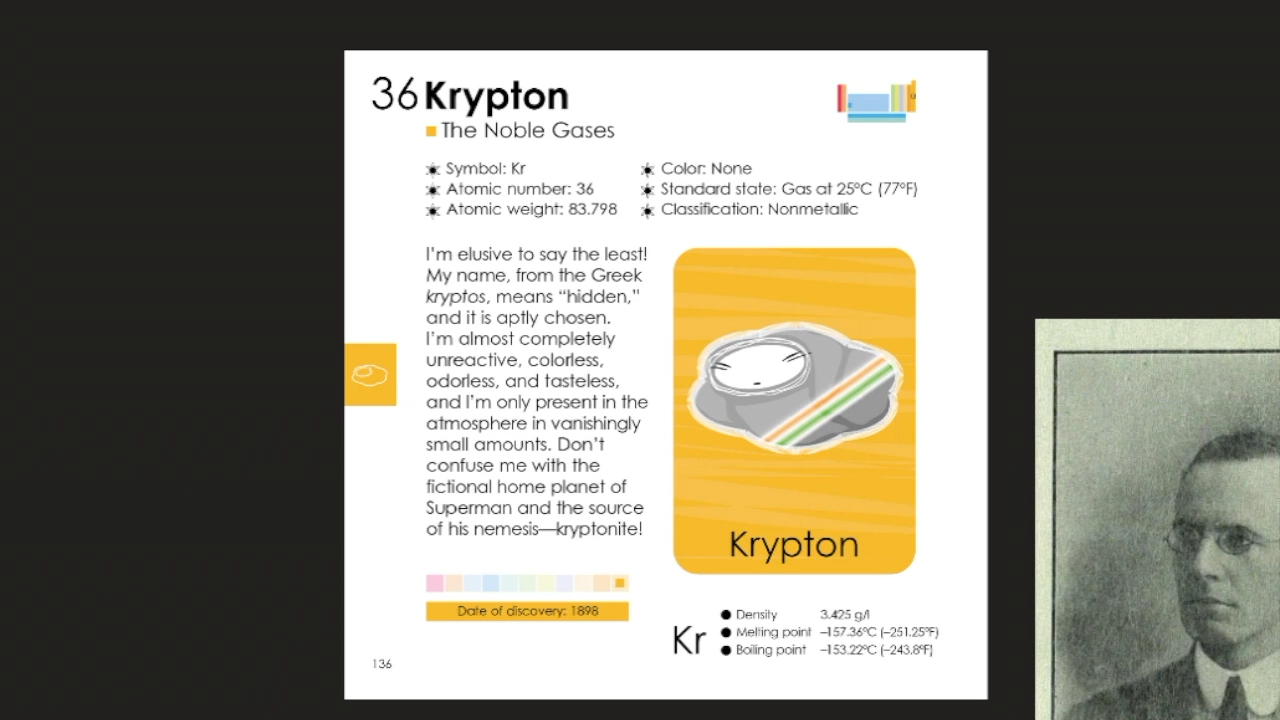 36 Krypton
The Noble Gases
Symbol: Kr
Atomic number: 36
Atomic weight: 83.798
Color: None
Standard state: Gas at 25°C (77°F)
Classification: Nonmetallic
I'm elusive to say the least!
My name, from the Greek
kryptos, means “hidden,”
and it is aptly chosen.
I'm almost completely
unreactive, colorless,
odorless, and tasteless,
and I'm only present in the
atmosphere in vanishingly
small amounts. Don't
confuse me with the
fictional home planet of
Superman and the source
of his nemesis—kryptonite!
Krypton
Date of discovery: 1898
Kr
Density 3.425 g/l
Melting point –157.36°C (–251.25°F)
Boiling point –153.22°C (–243.8°F)
136